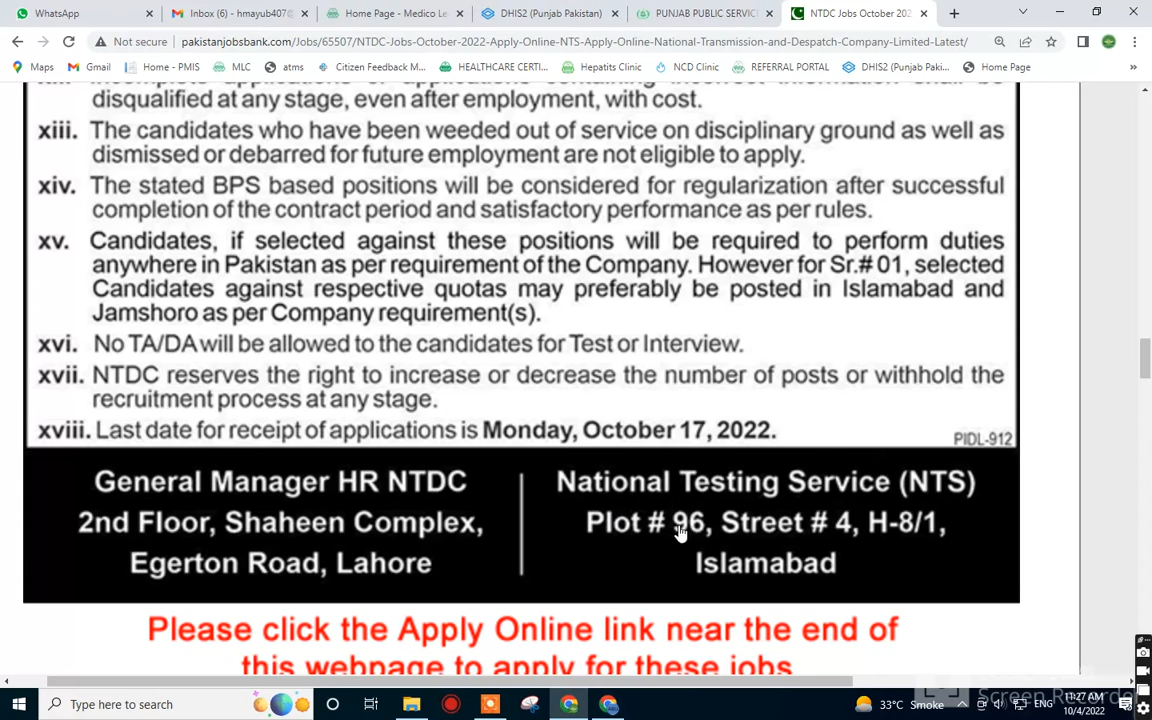 WhatsApp
Inbox (6) - hmayub407@
Home Page - Medico Le
DHIS2 (Punjab Pakistan)
PUNJAB PUBLIC SERVIC
NTDC Jobs October 202
Not secure
pakistanjobsbank.com/Jobs/65507/NTDC-Jobs-October-2022-Apply-Online-NTS-Apply-Online-National-Transmission-and-Despatch-Company-Limited-Latest/
Maps
Gmail
Home - PMIS
MLC
atms
Citizen Feedback M...
HEALTHCARE CERTI...
Hepatits Clinic
NCD Clinic
REFERRAL PORTAL
DHIS2 (Punjab Paki...
Home Page
disqualified at any stage, even after employment, with cost.
xiii. The candidates who have been weeded out of service on disciplinary ground as well as
dismissed or debarred for future employment are not eligible to apply.
xiv. The stated BPS based positions will be considered for regularization after successful
completion of the contract period and satisfactory performance as per rules.
xv. Candidates, if selected against these positions will be required to perform duties
anywhere in Pakistan as per requirement of the Company. However for Sr.# 01, selected
Candidates against respective quotas may preferably be posted in Islamabad and
Jamshoro as per Company requirement(s).
xvi. No TA/DA will be allowed to the candidates for Test or Interview.
xvii. NTDC reserves the right to increase or decrease the number of posts or withhold the
recruitment process at any stage.
xviii. Last date for receipt of applications is Monday, October 17, 2022.
PIDL-912
General Manager HR NTDC
2nd Floor, Shaheen Complex,
Egerton Road, Lahore
National Testing Service (NTS)
Plot # 96, Street # 4, H-8/1,
Islamabad
Please click the Apply Online link near the end of
this webpage to apply for these jobs
Screen Recorder
Type here to search
33°C Smoke
ENG
11:27 AM
10/4/2022